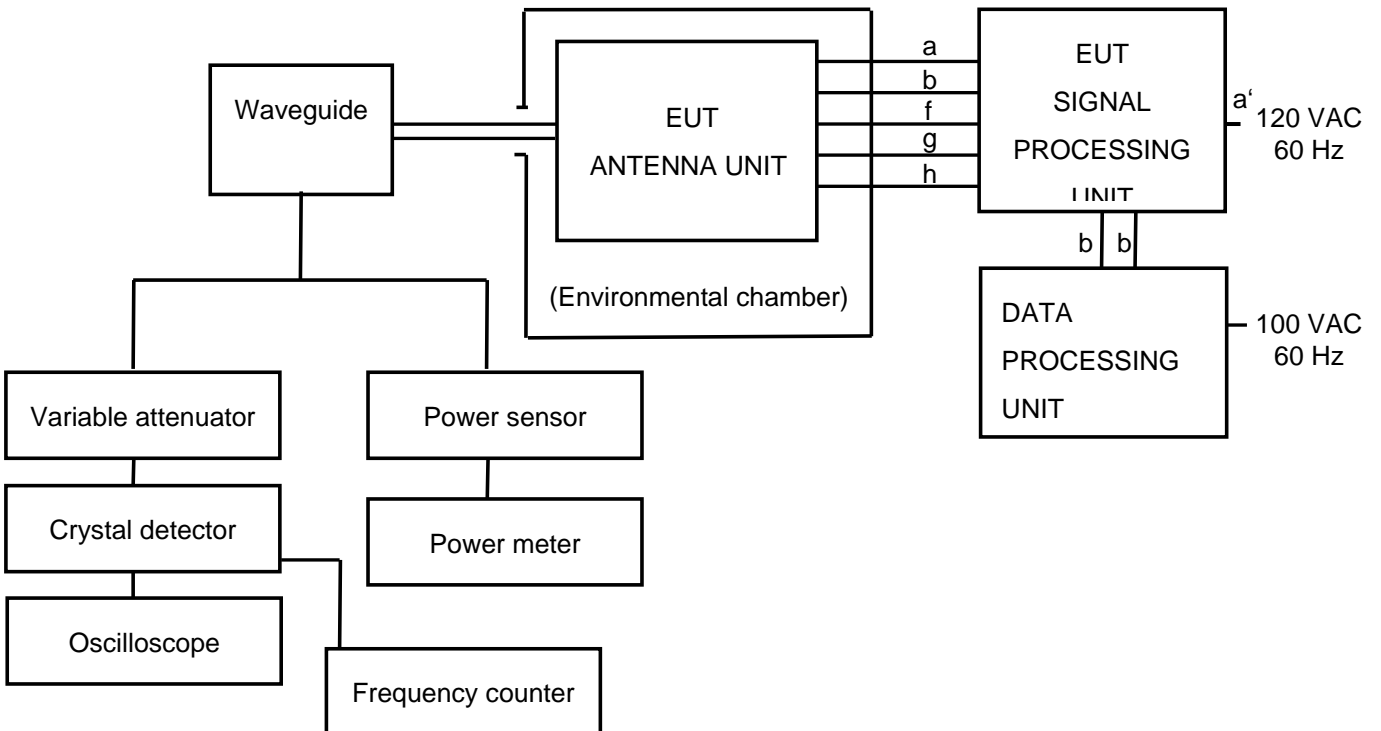 Waveguide
EUT
ANTENNA UNIT
(Environmental chamber)
a
b
f
g
h
EUT
SIGNAL
PROCESSING
UNIT
a‘
120 VAC
60 Hz
b b
DATA
PROCESSING
UNIT
100 VAC
60 Hz
Variable attenuator
Power sensor
Crystal detector
Power meter
Oscilloscope
Frequency counter